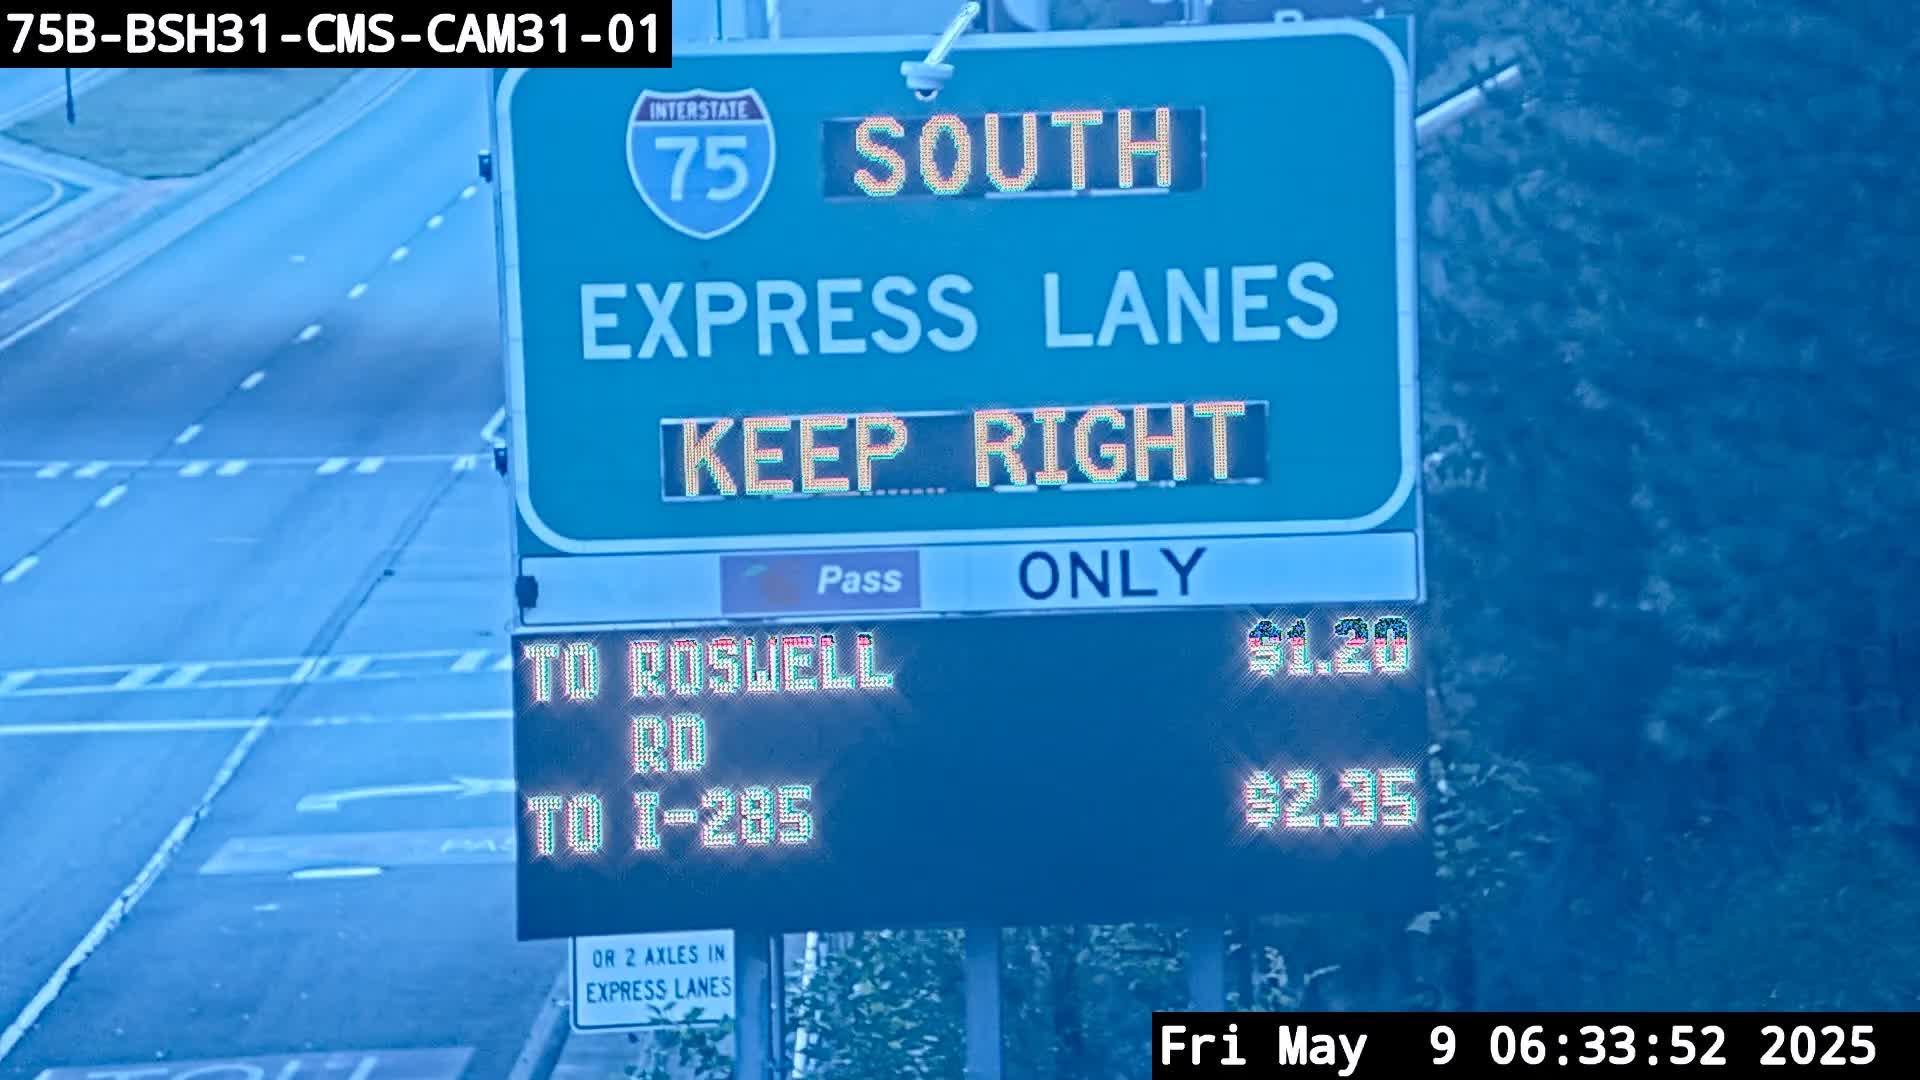 75B-BSH31-CMS-CAM31-01
INTERSTATE
75
SOUTH
EXPRESS LANES
KEEP RIGHT
Pass ONLY
TO ROSWELL $1.20
RD
TO I-285 $2.35
OR 2 AXLES IN
EXPRESS LANES
Fri May 9 06:33:52 2025